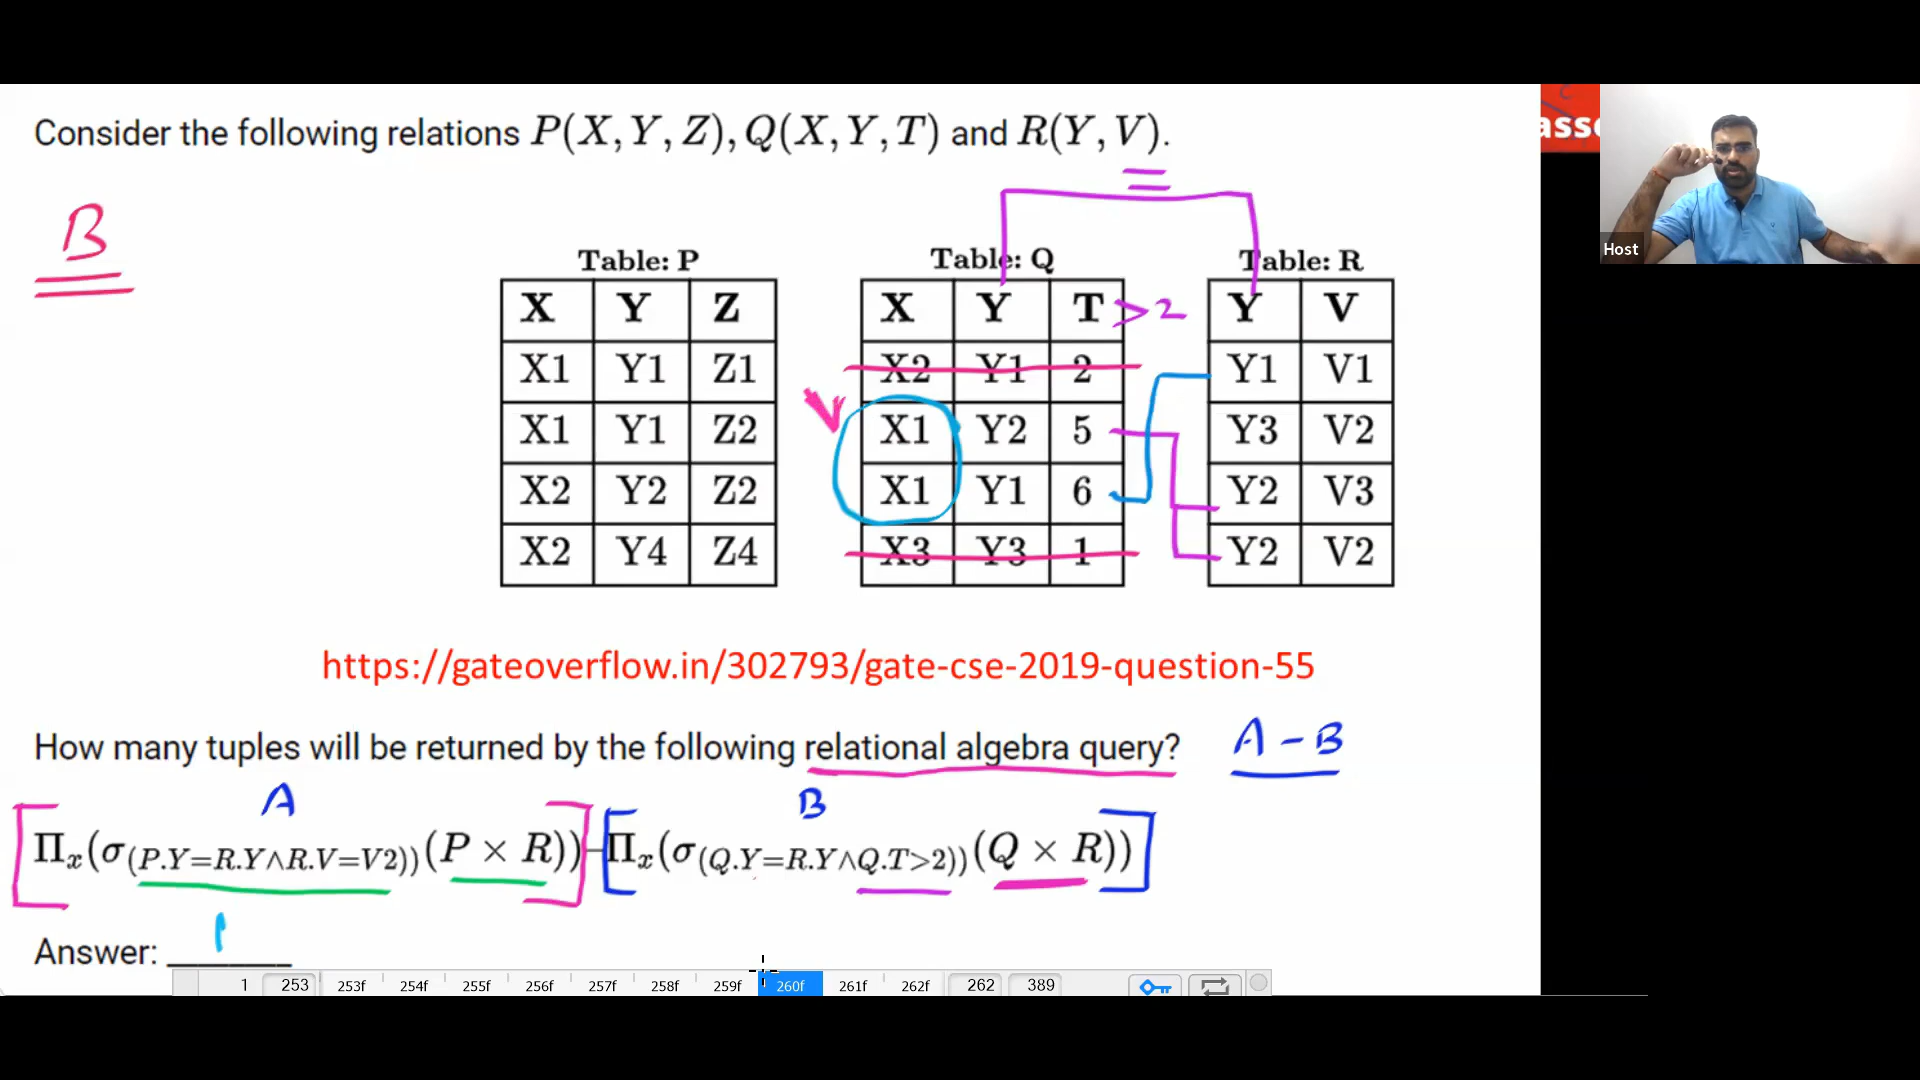 Consider the following relations P(X, Y, Z), Q(X, Y, T) and R(Y, V).
asse
Host
B
Table: P
X Y Z
X1 Y1 Z1
X1 Y1 Z2
X2 Y2 Z2
X2 Y4 Z4
Table: Q
X Y T >2
X2 Y1 2
X1 Y2 5
X1 Y1 6
X3 Y3 1
Table: R
Y V
Y1 V1
Y3 V2
Y2 V3
Y2 V2
https://gateoverflow.in/302793/gate-cse-2019-question-55
How many tuples will be returned by the following relational algebra query? A - B
A B
Πx(σ(P.Y=R.Y∧R.V=V2))(P × R)) - Πx(σ(Q.Y=R.Y∧Q.T>2))(Q × R))
Answer: 1
1 253 253f 254f 255f 256f 257f 258f 259f 260f 261f 262f 262 389